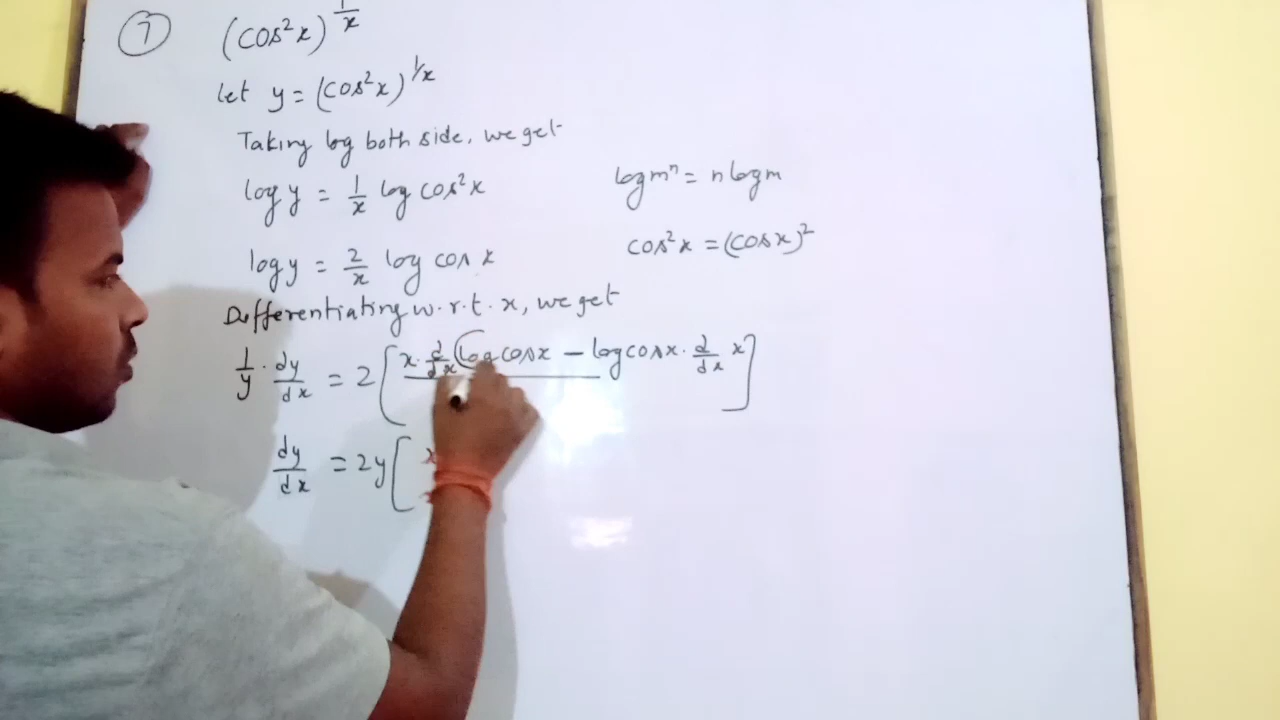 7 (cos²x)^1/x
let y = (cos²x)^1/x
Taking log both side, we get
log y = 1/x log cos²x
log mⁿ = n log m
cos²x = (cos x)²
log y = 2/x log cos x
Differentiating w.r.t. x, we get
1/y · dy/dx = 2 [x · d/dx (log cos x – log cos x · d/dx x]
dy/dx = 2y [ x